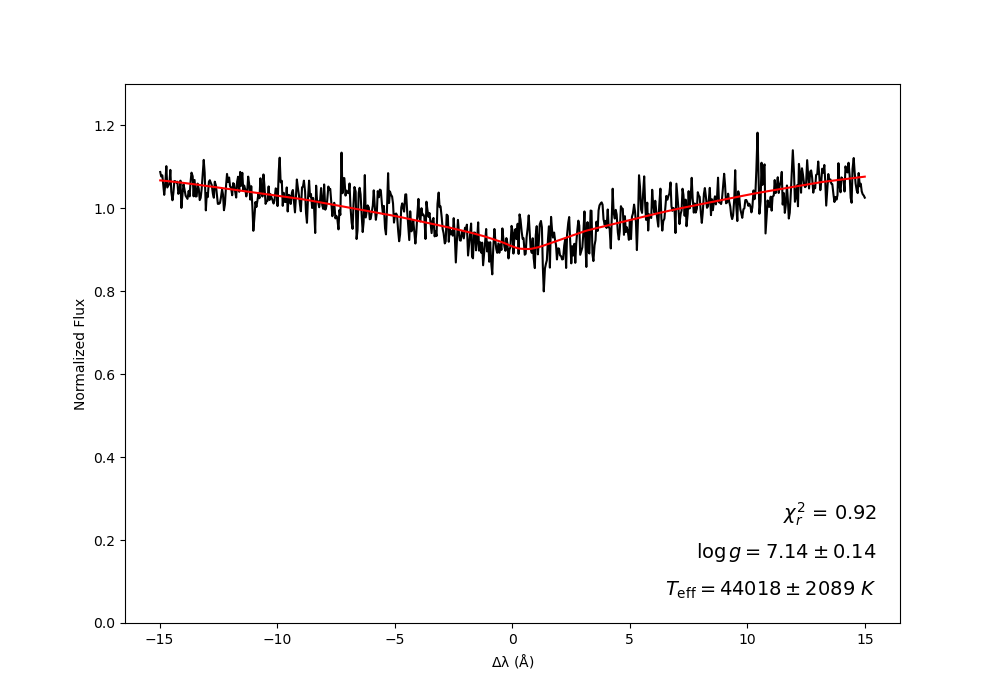 1.2
1.0
0.8
0.6
0.4
0.2
0.0
Normalized Flux
χ²ᵣ = 0.92
log g = 7.14 ± 0.14
T_eff = 44018 ± 2089 K
−15 −10 −5 0 5 10 15
Δλ (Å)